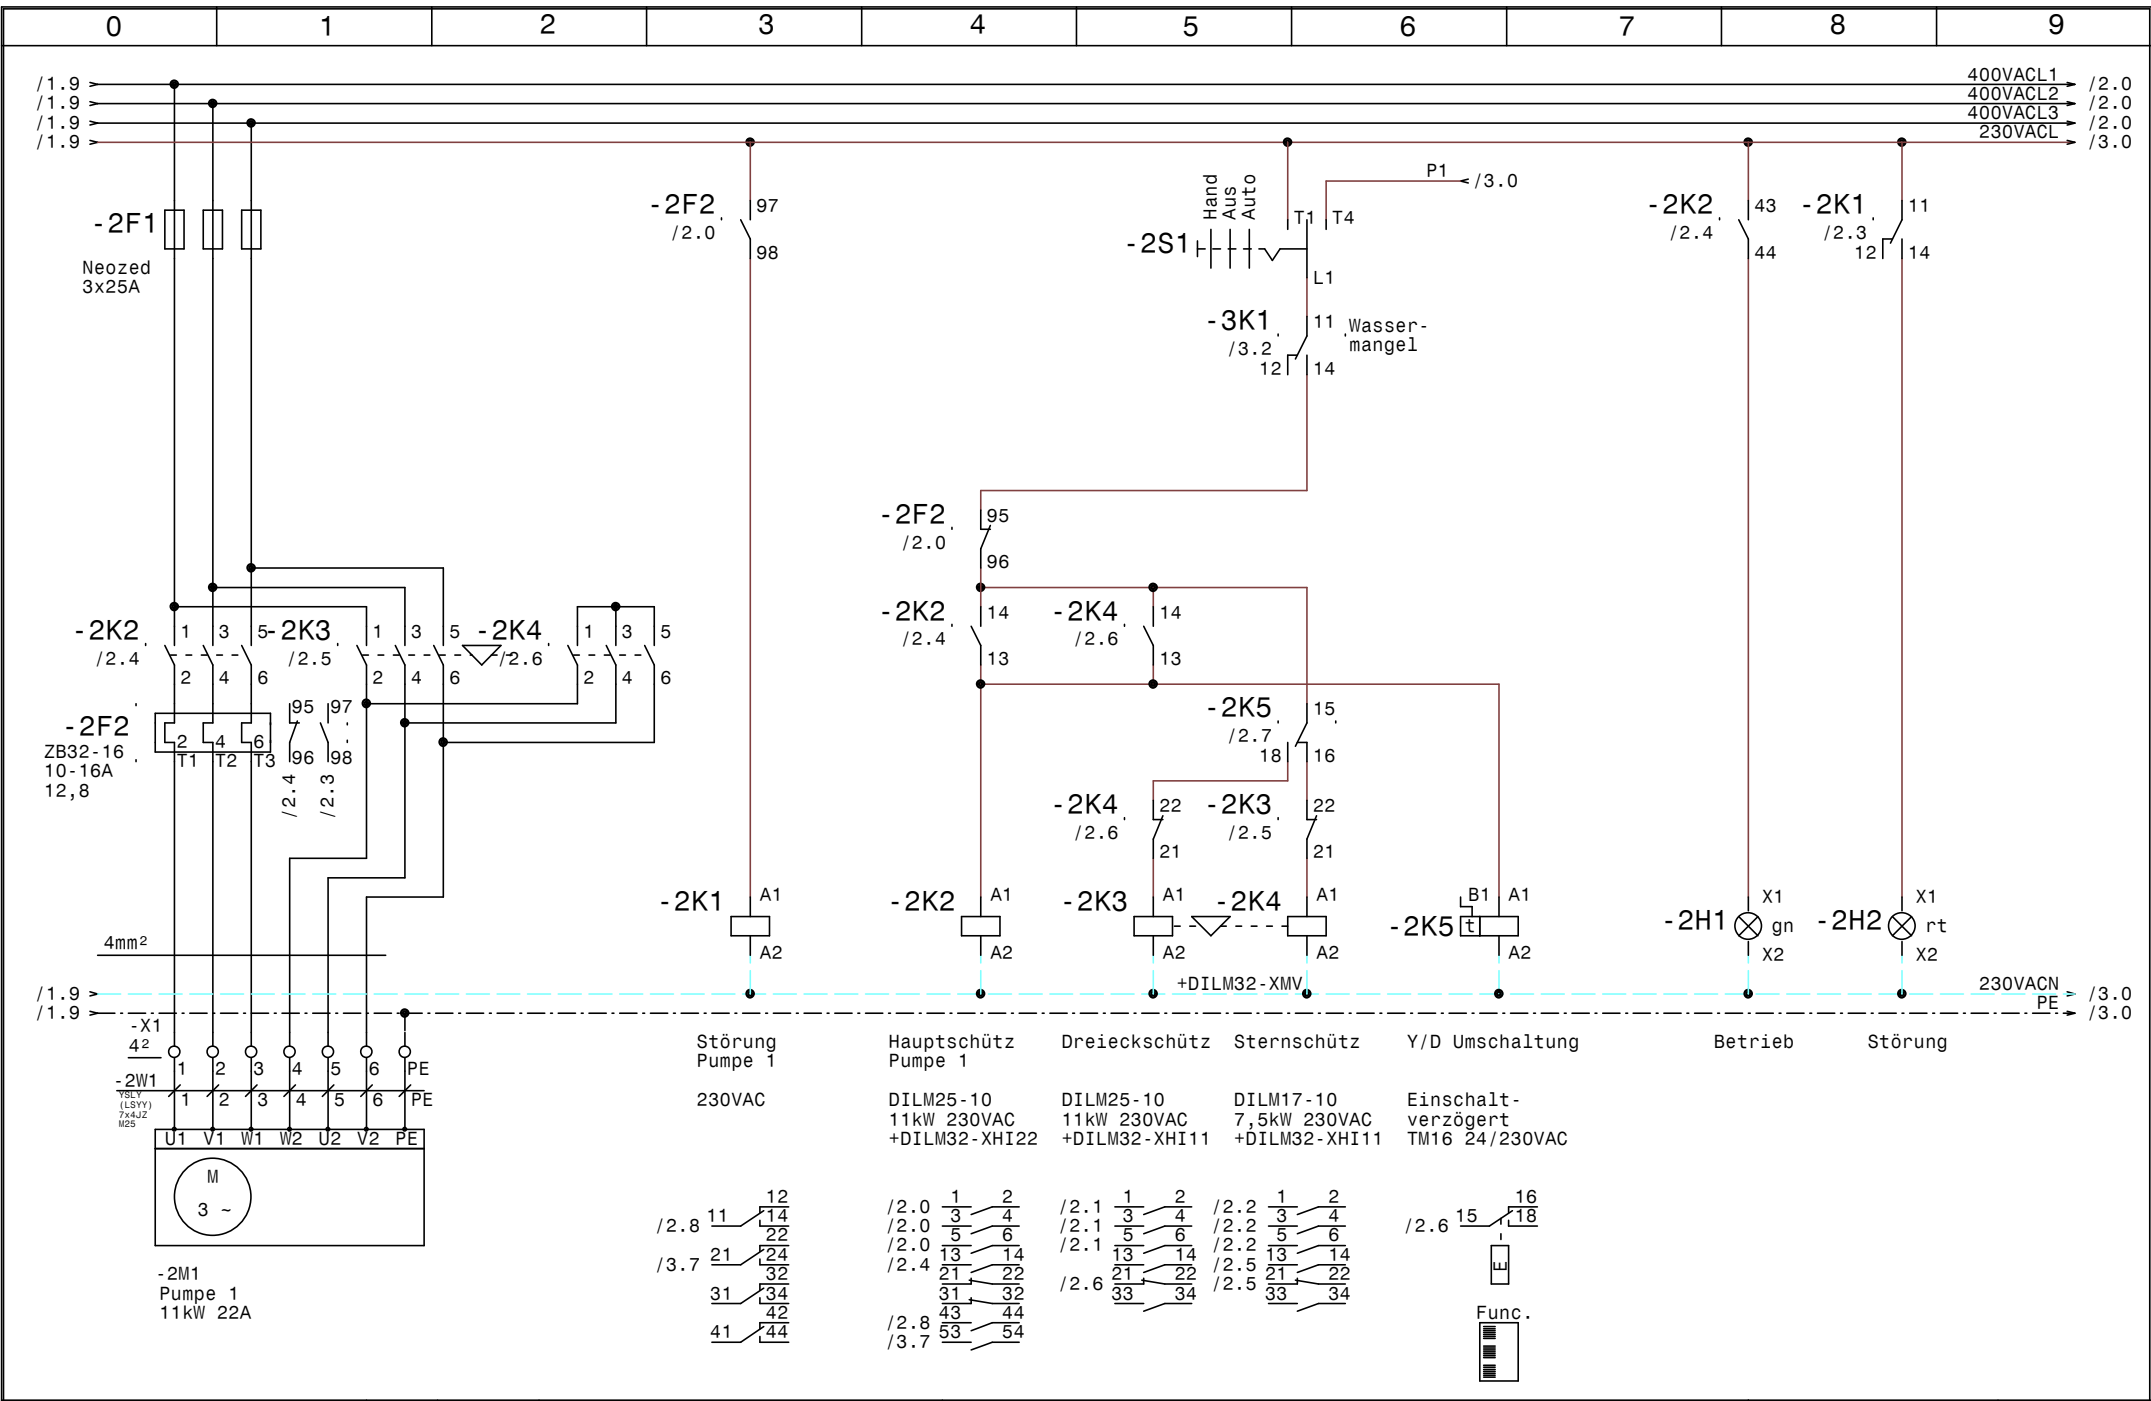 0 1 2 3 4 5 6 7 8 9
/1.9 400VACL1 /2.0
/1.9 400VACL2 /2.0
/1.9 400VACL3 /2.0
/1.9 230VACL /3.0
P1 /3.0
Hand
Aus
Auto
-2F1
Neozed
3x25A
-2F2 97
/2.0
98
T1 T4
-2S1
L1
-2K2 43
/2.4
44
-2K1 11
/2.3
12 14
-3K1 11 Wasser-
/3.2 mangel
12 14
-2F2 95
/2.0
96
-2K2 14
/2.4
13
-2K4 14
/2.6
13
-2K2 1 3 5
/2.4
2 4 6
-2K3 1 3 5
/2.5
2 4 6
-2K4 1 3 5
/2.6
2 4 6
-2F2
ZB32-16
10-16A
12,8
2 4 6
T1 T2 T3
95 97
96 98
/2.4 /2.3
-2K5 15
/2.7
18 16
-2K4 22
/2.6
21
-2K3 22
/2.5
21
-2K1 A1
A2
-2K2 A1
A2
-2K3 A1
A2
-2K4 A1
A2
B1 A1
-2K5 t
A2
X1
-2H1 gn
X2
X1
-2H2 rt
X2
4mm²
+DILM32-XMV
/1.9 230VACN /3.0
/1.9 PE /3.0
-X1
4²
1 2 3 4 5 6 PE
-2W1
YSLY
(LSYY)
7x4JZ
M25
1 2 3 4 5 6 PE
U1 V1 W1 W2 U2 V2 PE
M
3 ~
-2M1
Pumpe 1
11kW 22A
Störung
Pumpe 1
230VAC
Hauptschütz
Pumpe 1
DILM25-10
11kW 230VAC
+DILM32-XHI22
Dreieckschütz
DILM25-10
11kW 230VAC
+DILM32-XHI11
Sternschütz
DILM17-10
7,5kW 230VAC
+DILM32-XHI11
Y/D Umschaltung
Einschalt-
verzögert
TM16 24/230VAC
Betrieb
Störung
12
/2.8 11 14
22
/3.7 21 24
32
31 34
42
41 44
/2.0 1 2
/2.0 3 4
/2.0 5 6
/2.4 13 14
21 22
31 32
/2.8 43 44
/3.7 53 54
/2.1 1 2
/2.1 3 4
/2.1 5 6
13 14
/2.6 21 22
33 34
/2.2 1 2
/2.2 3 4
/2.2 5 6
/2.5 13 14
/2.5 21 22
33 34
16
/2.6 15 18
E
Func.